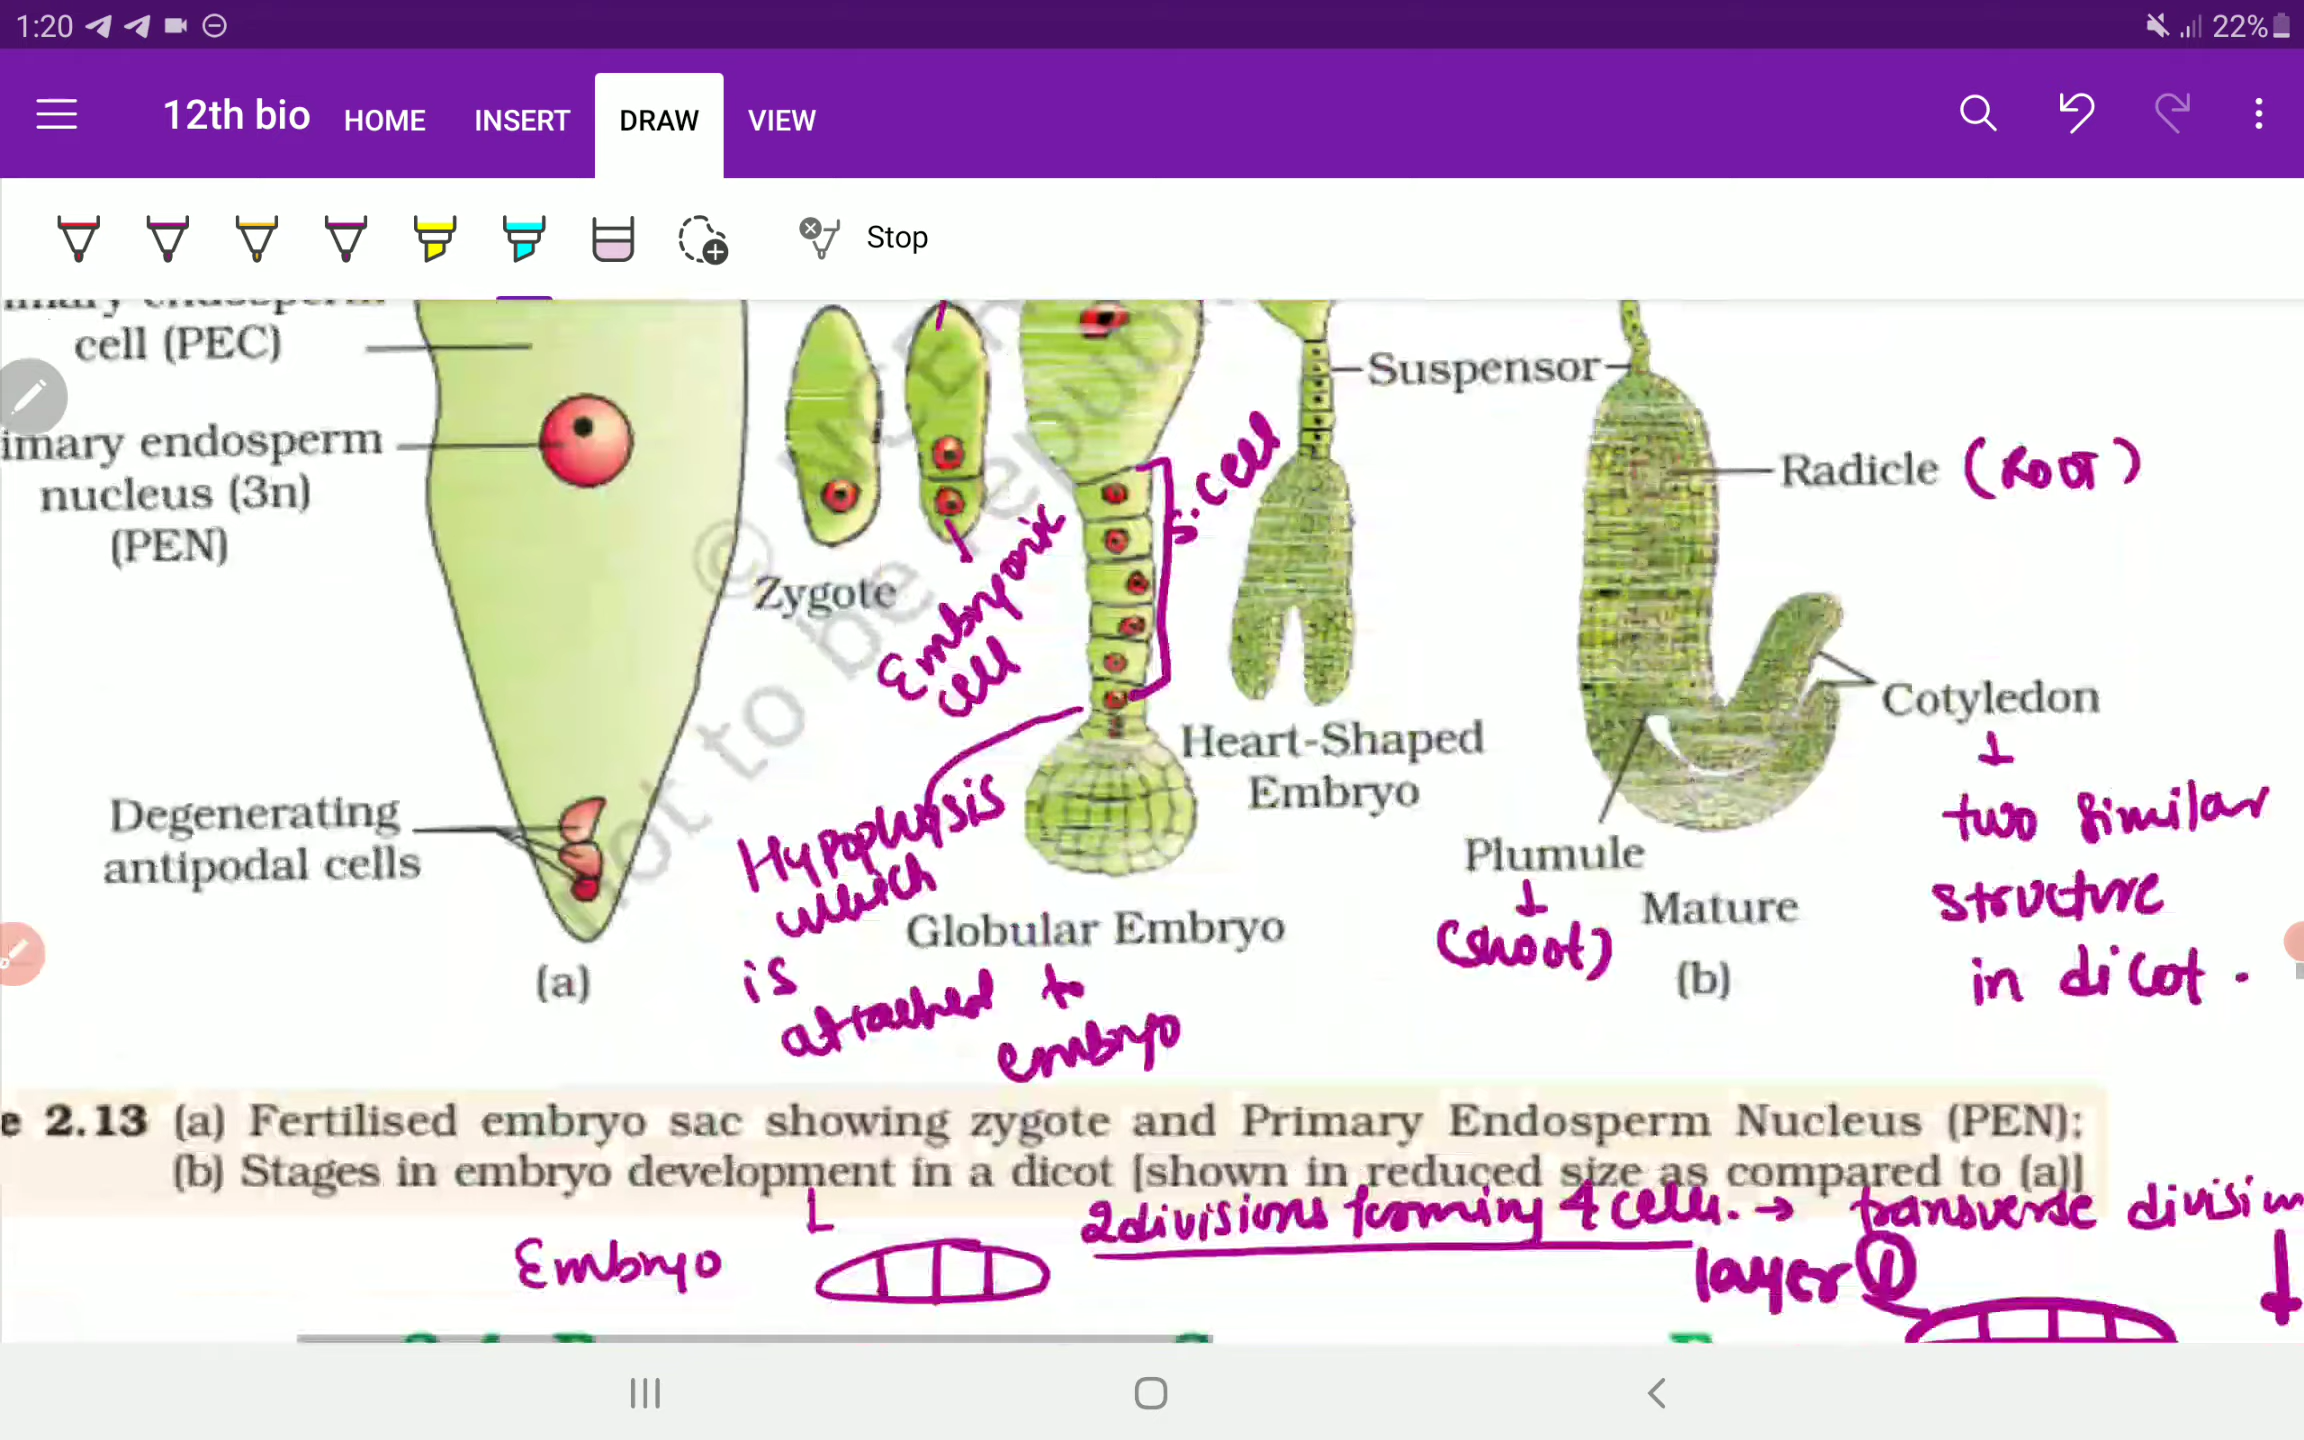 1:20
22%
12th bio HOME INSERT DRAW VIEW
Stop
cell (PEC)
imary endosperm
nucleus (3n)
(PEN)
Degenerating
antipodal cells
(a)
Zygote
Embryonic
cell
S. cell
Suspensor
Radicle (Root)
Cotyledon
two similar
structure
in dicot.
Heart-Shaped
Embryo
Plumule
(shoot)
Mature
(b)
Hypophysis
which
is
attached to
embryo
Globular Embryo
© not to be
e 2.13 (a) Fertilised embryo sac showing zygote and Primary Endosperm Nucleus (PEN);
(b) Stages in embryo development in a dicot [shown in reduced size as compared to (a)]
2 divisions forming 4 cells. → transverse division
Embryo
layer 1